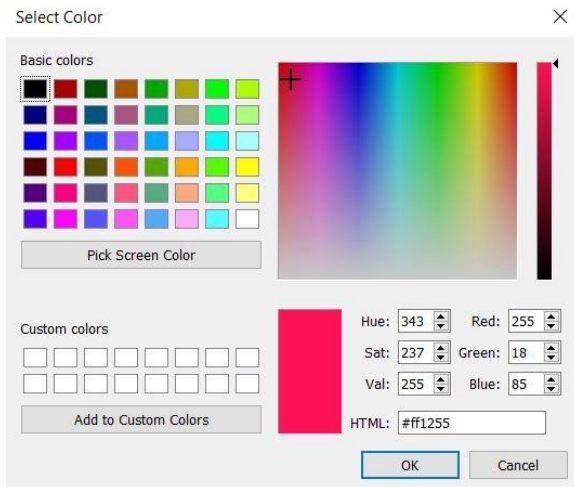 Select Color
Basic colors
Pick Screen Color
Custom colors
Add to Custom Colors
Hue: 343 Red: 255
Sat: 237 Green: 18
Val: 255 Blue: 85
HTML: #ff1255
OK Cancel